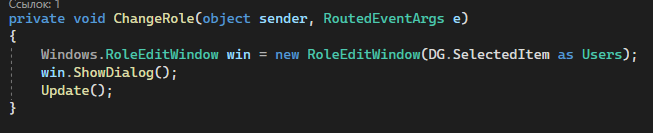 Ссылок: 1
private void ChangeRole(object sender, RoutedEventArgs e)
{
Windows.RoleEditWindow win = new RoleEditWindow(DG.SelectedItem as Users);
win.ShowDialog();
Update();
}